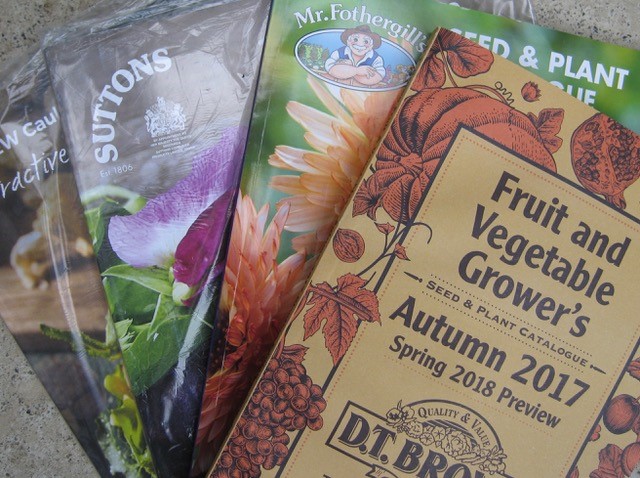 W Cau
ractive
SUTTONS
Est. 1806
Mr. Fothergill's
SEED & PLANT
Fruit and
Vegetable
Grower's
SEED & PLANT CATALOGUE
Autumn 2017
Spring 2018 Preview
QUALITY & VALUE
D.T. BRO